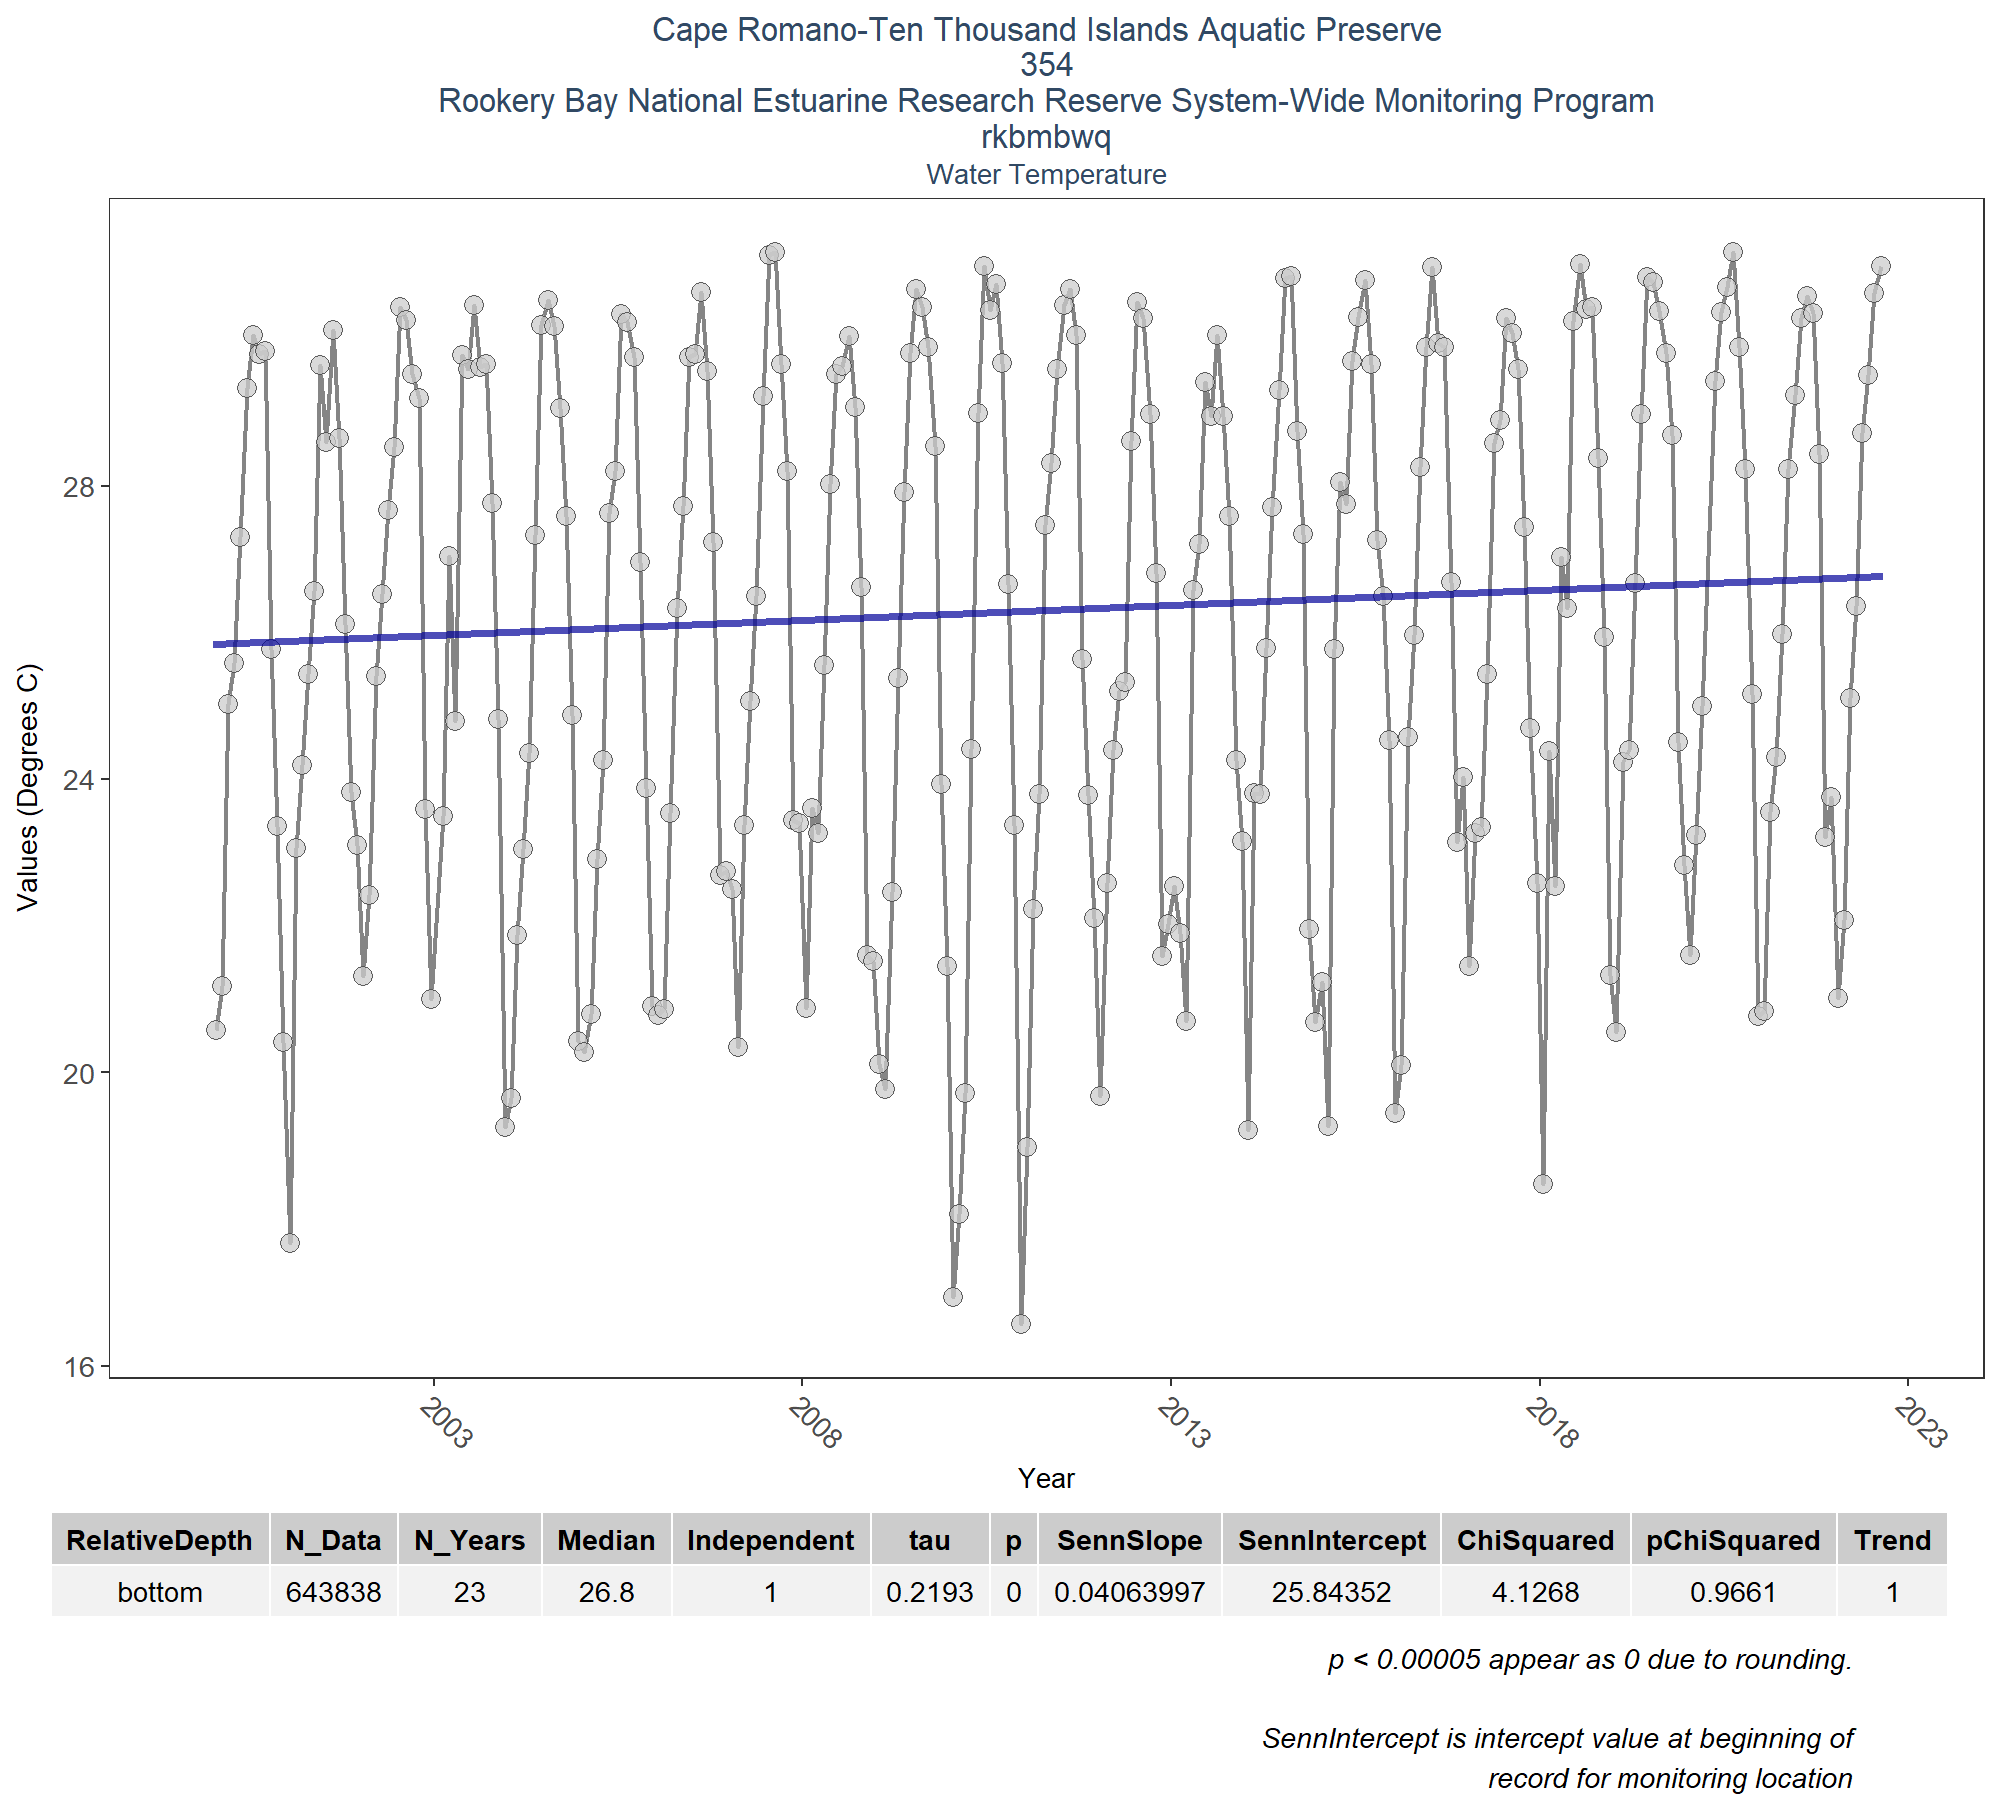 Cape Romano-Ten Thousand Islands Aquatic Preserve
354
Rookery Bay National Estuarine Research Reserve System-Wide Monitoring Program
rkbmbwq
Water Temperature
Values (Degrees C)
28
24
20
16
2003
2008
2013
2018
2023
Year
RelativeDepth N_Data N_Years Median Independent tau p SennSlope SennIntercept ChiSquared pChiSquared Trend
bottom 643838 23 26.8 1 0.2193 0 0.04063997 25.84352 4.1268 0.9661 1
p < 0.00005 appear as 0 due to rounding.
SennIntercept is intercept value at beginning of
record for monitoring location